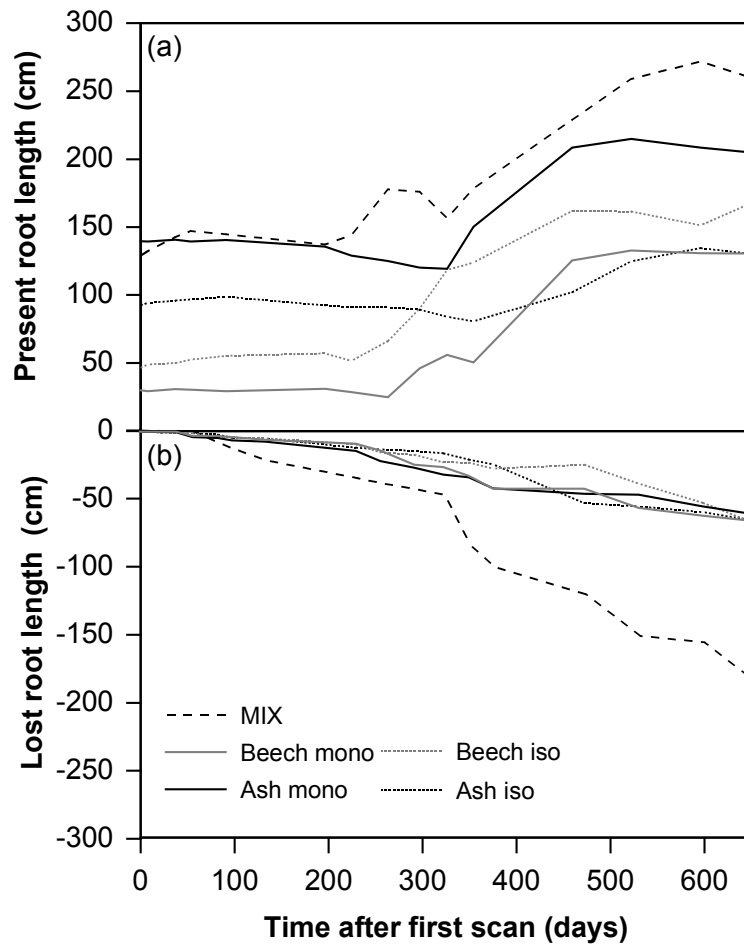 300
(a)
250
200
150
100
50
0
Present root length (cm)
(b)
-50
-100
-150
-200
-250
-300
Lost root length (cm)
MIX
Beech mono
Beech iso
Ash mono
Ash iso
0 100 200 300 400 500 600
Time after first scan (days)